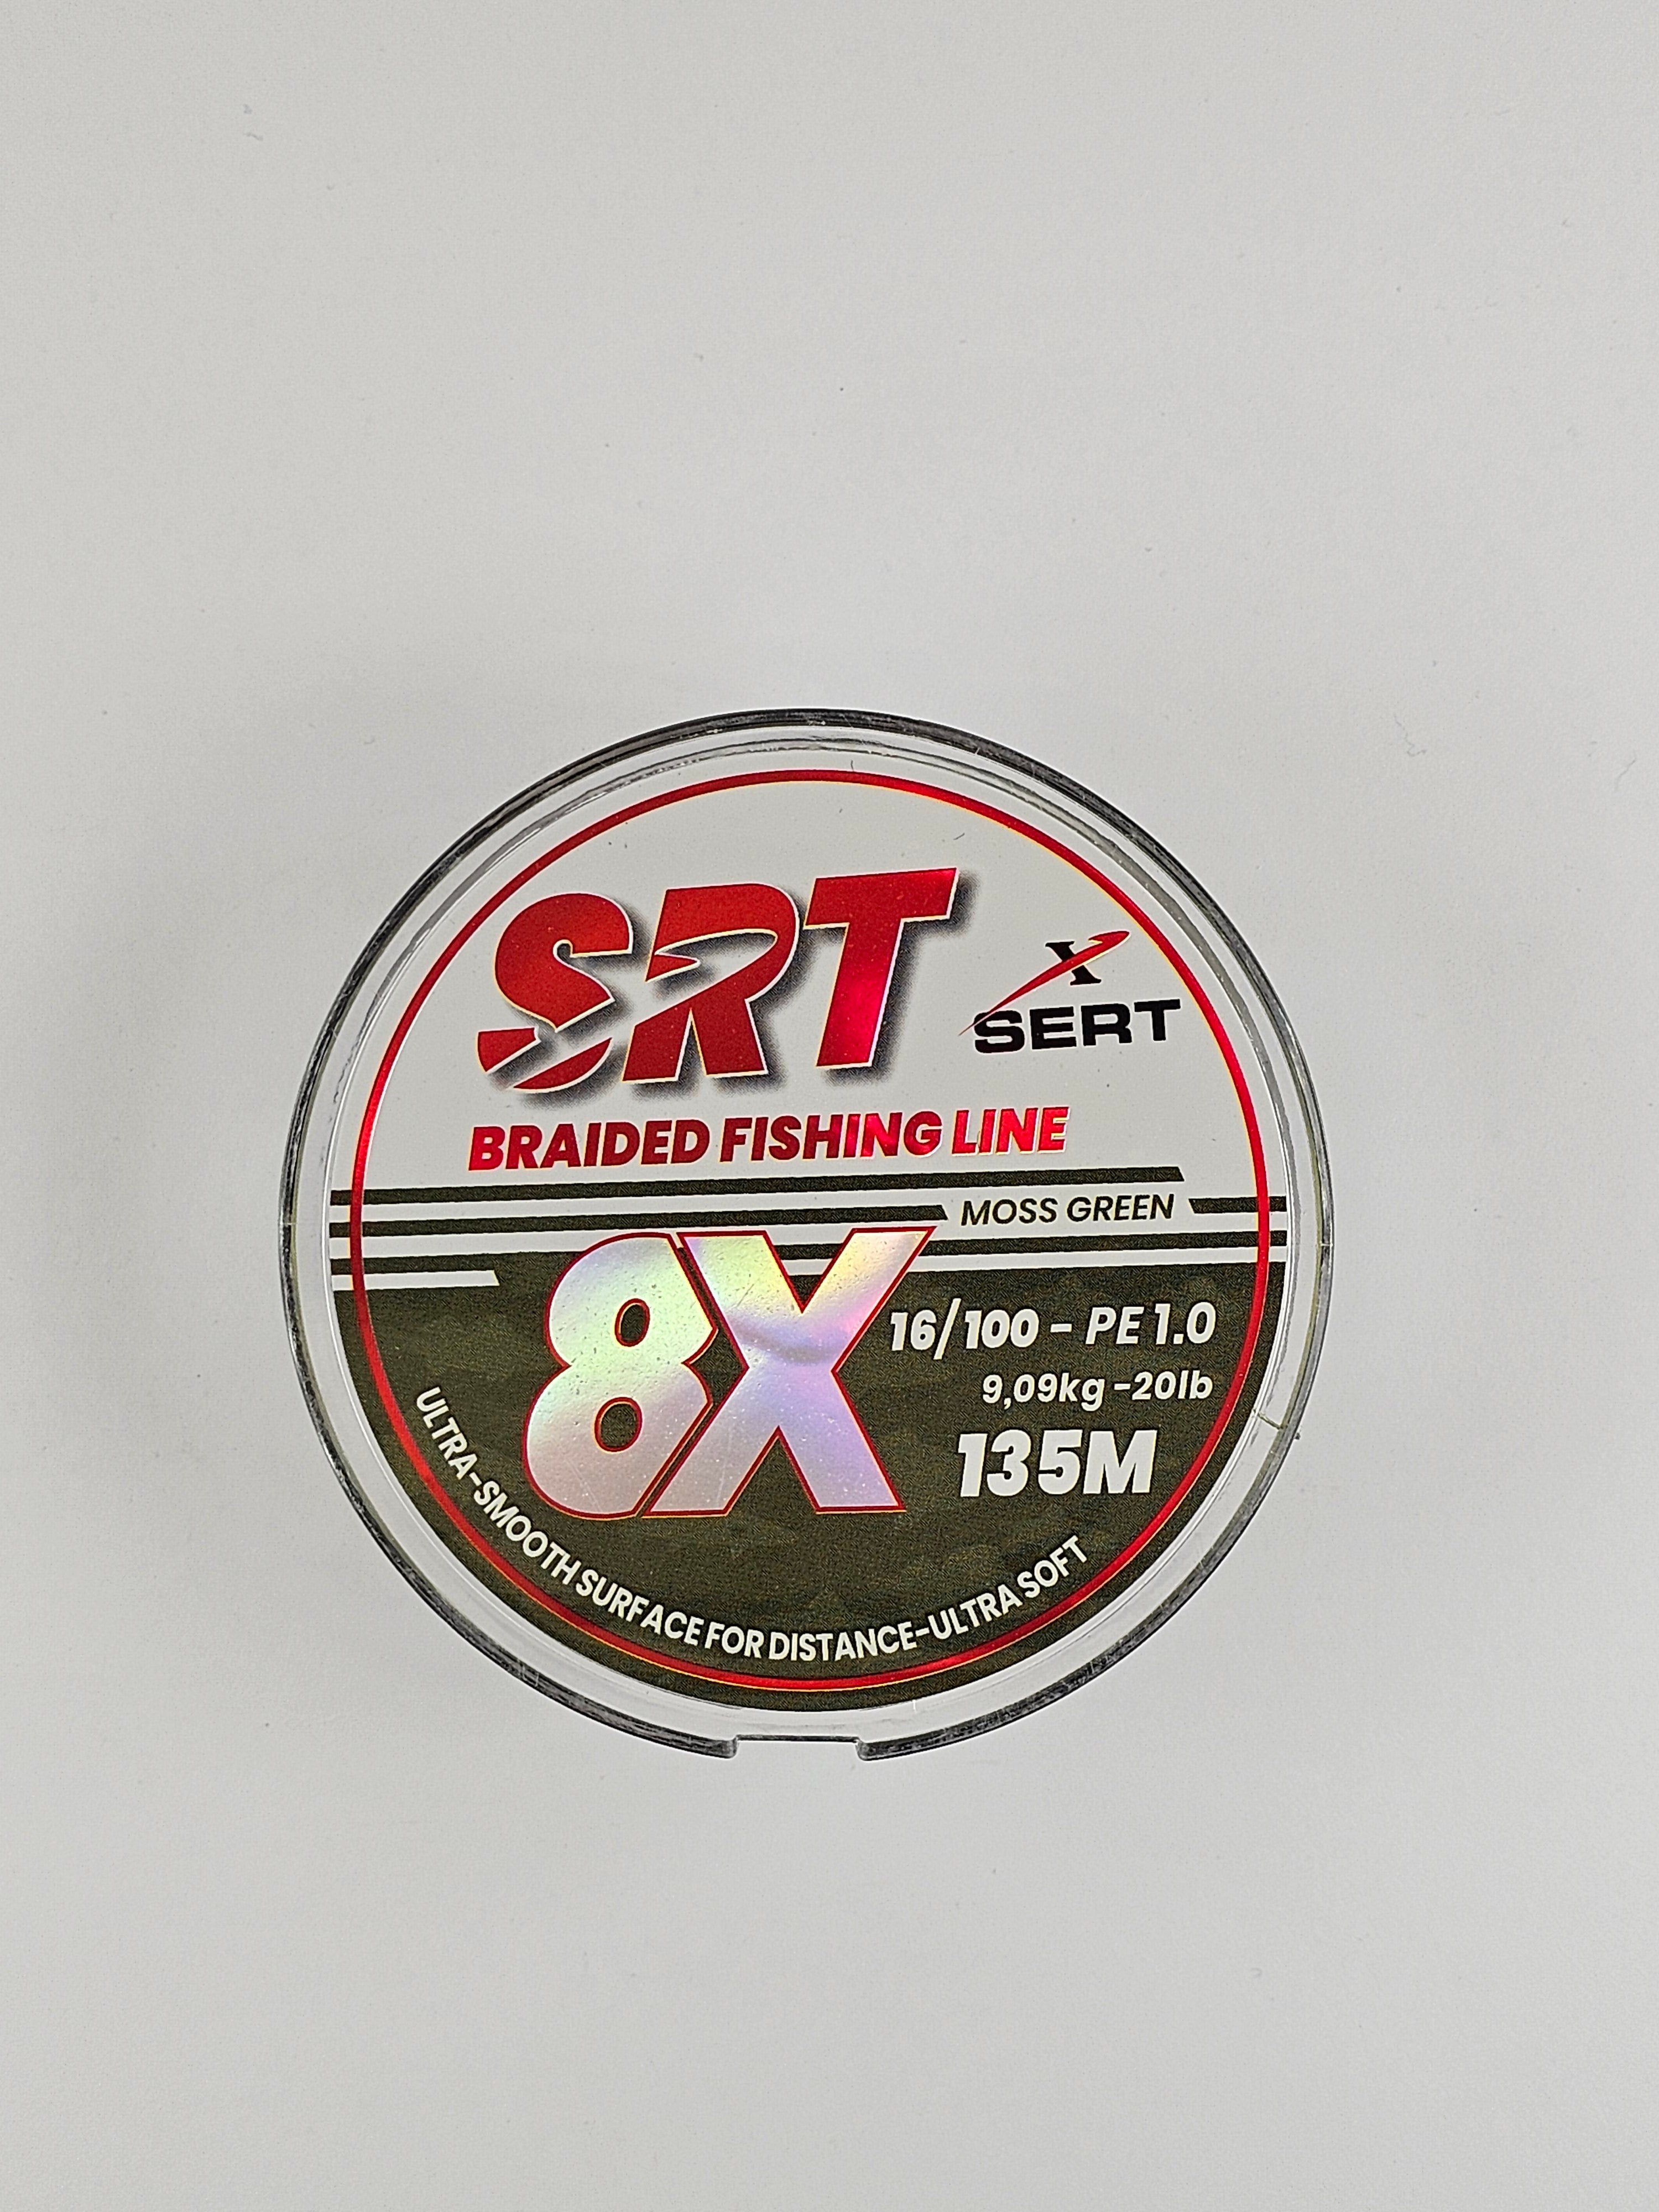 SRT
X
SERT
BRAIDED FISHING LINE
MOSS GREEN
8X
16/100 - PE 1.0
9,09kg -20lb
135M
ULTRA-SMOOTH SURFACE FOR DISTANCE-ULTRA SOFT